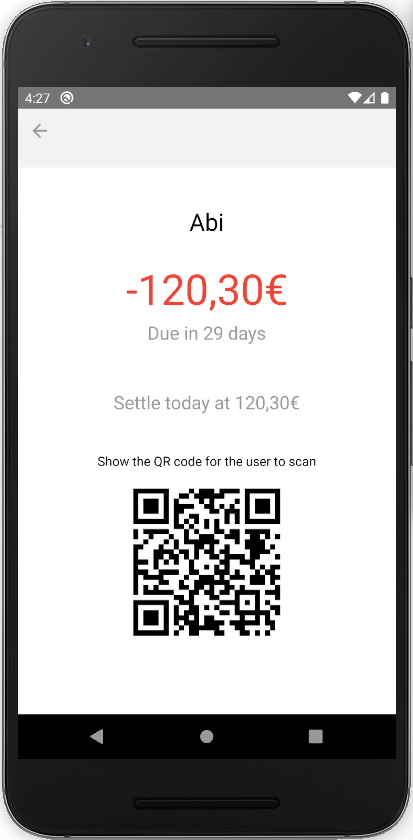 4:27
Abi
-120,30€
Due in 29 days
Settle today at 120,30€
Show the QR code for the user to scan